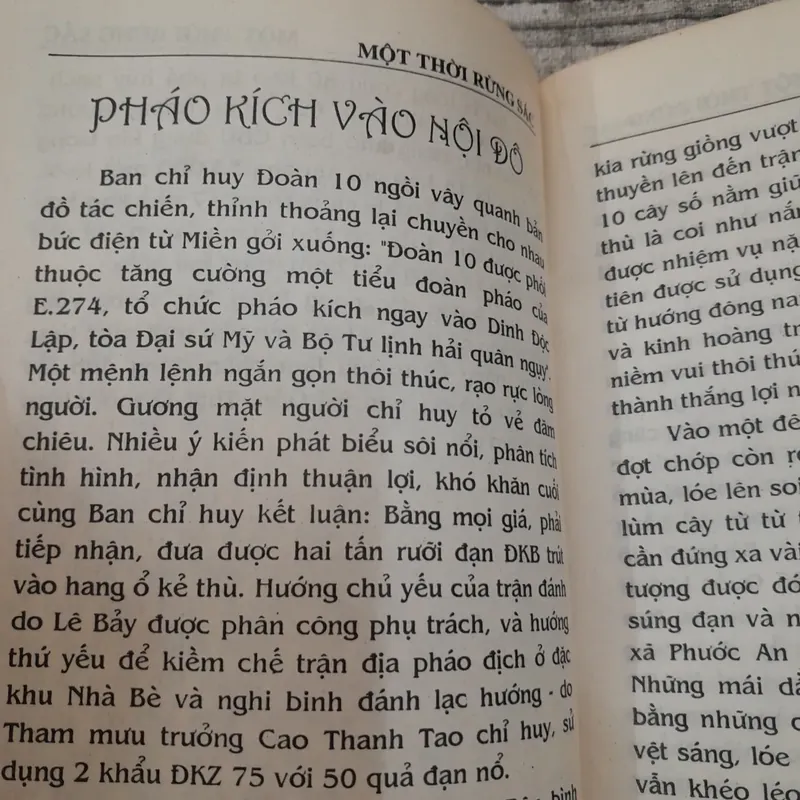 MỘT THỜI RỪNG SÁC
PHÁO KÍCH VÀO NỘI ĐÔ
Ban chỉ huy Đoàn 10 ngồi vây quanh bản
đồ tác chiến, thỉnh thoảng lại chuyền cho nhau
bức điện từ Miền gởi xuống: "Đoàn 10 được phối
thuộc tăng cường một tiểu đoàn pháo của
E.274, tổ chức pháo kích ngay vào Dinh Độc
Lập, tòa Đại sứ Mỹ và Bộ Tư lịnh hải quân ngụy".
Một mệnh lệnh ngắn gọn thôi thúc, rạo rực lòng
người. Gương mặt người chỉ huy tỏ vẻ đăm
chiêu. Nhiều ý kiến phát biểu sôi nổi, phân tích
tình hình, nhận định thuận lợi, khó khăn cuối
cùng Ban chỉ huy kết luận: Bằng mọi giá, phải
tiếp nhận, đưa được hai tấn rưỡi đạn ĐKB trút
vào hang ổ kẻ thù. Hướng chủ yếu của trận đánh
do Lê Bảy được phân công phụ trách, và hướng
thứ yếu để kiềm chế trận địa pháo địch ở đặc
khu Nhà Bè và nghi binh đánh lạc hướng - do
Tham mưu trưởng Cao Thanh Tao chỉ huy, sử
dụng 2 khẩu ĐKZ 75 với 50 quả đạn nổ.
binh
kia rừng giồng vượt
thuyền lên đến trận
10 cây số nằm giữ
thù là coi như nắm
được nhiệm vụ nặ
tiên được sử dụng
từ hướng đông na
và kinh hoàng tr
niềm vui thôi thú
thành thắng lợi n
Vào một đê
đợt chớp còn rơ
mùa, lóe lên soi
lùm cây từ từ t
cần đứng xa và
tượng được đó
súng đạn và n
xã Phước An
Những mái dầ
bằng những c
vệt sáng, lóe
vẫn khéo léo